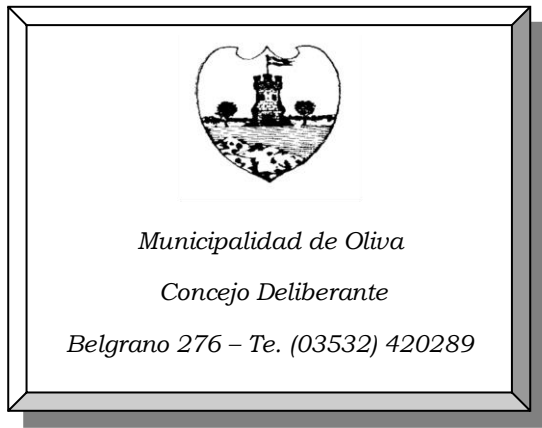 Municipalidad de Oliva
Concejo Deliberante
Belgrano 276 – Te. (03532) 420289